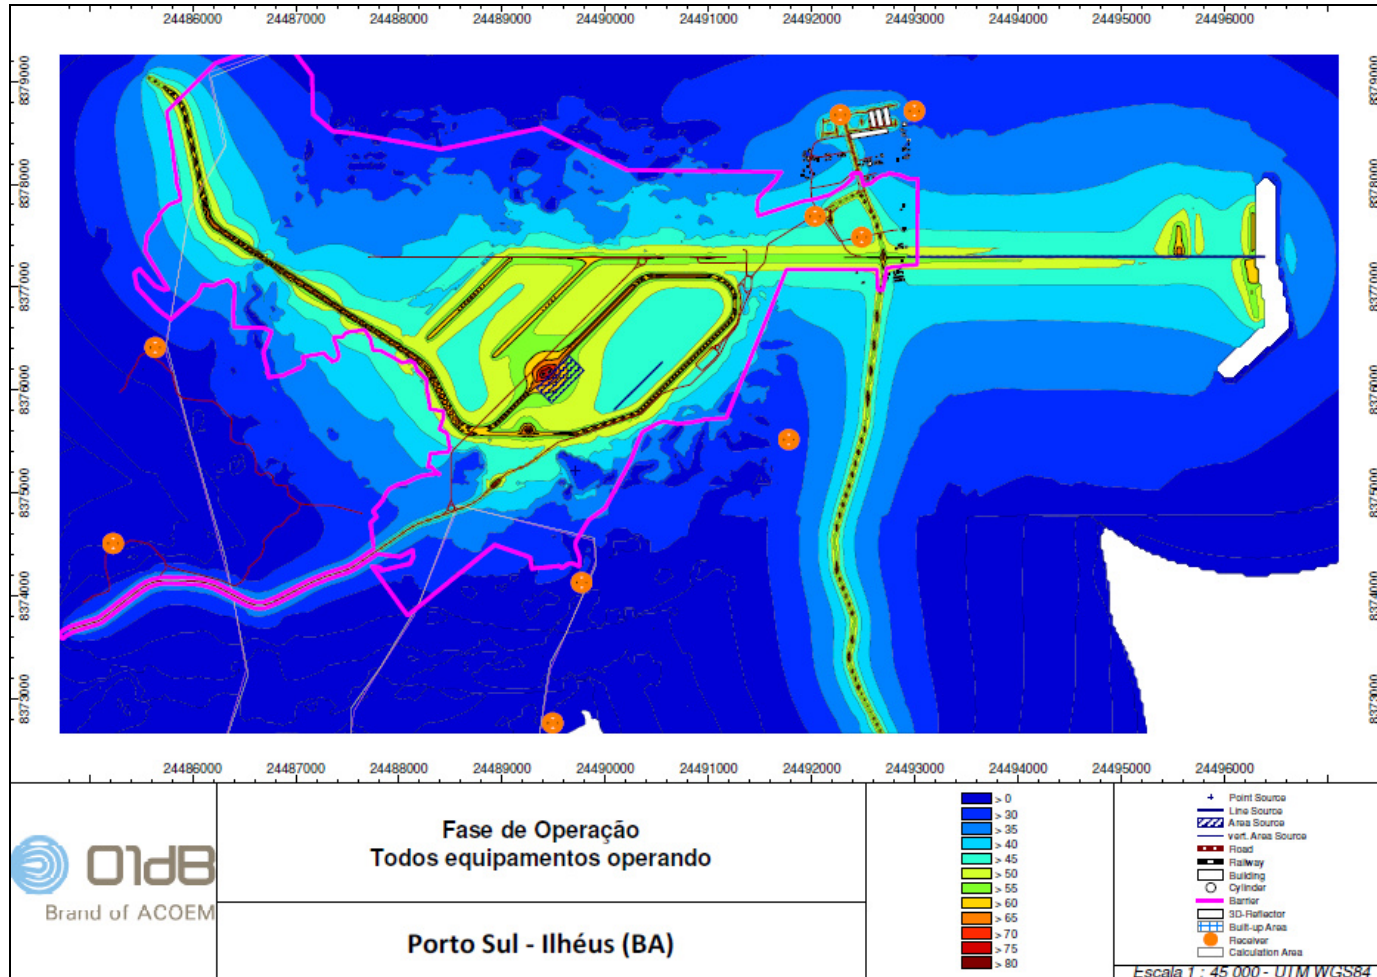 24486000 24487000 24488000 24489000 24490000 24491000 24492000 24493000 24494000 24495000 24496000
8379000
8378000
8377000
8376000
8375000
8374000
8373000
8379000
8378000
8377000
8376000
8375000
8374000
8373000
24486000 24487000 24488000 24489000 24490000 24491000 24492000 24493000 24494000 24495000 24496000
01dB
Brand of ACOEM
Fase de Operação
Todos equipamentos operando
Porto Sul - Ilhéus (BA)
> 0
> 30
> 35
> 40
> 45
> 50
> 55
> 60
> 65
> 70
> 75
> 80
Point Source
Line Source
Area Source
vert. Area Source
Road
Railway
Building
Cylinder
Barrier
3D-Reflector
Built-up Area
Receiver
Calculation Area
Escala 1 : 45 000 - UTM WGS84